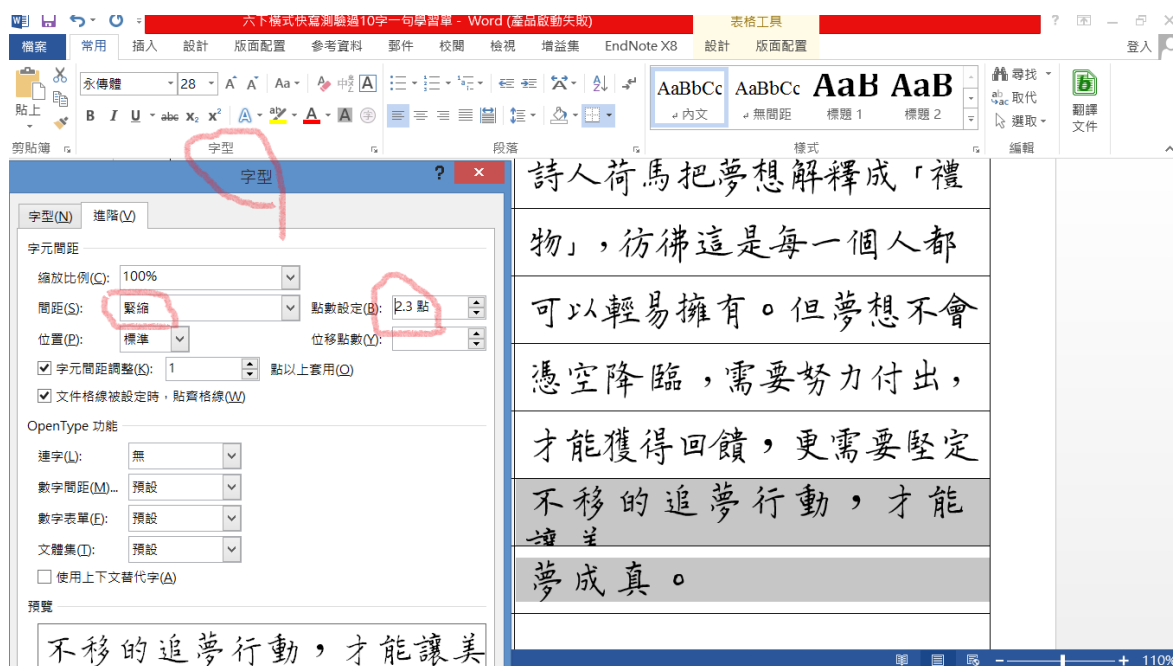 六下橫式快寫測驗過10字一句學習單 - Word (產品啟動失敗)
表格工具
檔案 常用 插入 設計 版面配置 參考資料 郵件 校閱 檢視 增益集 EndNote X8 設計 版面配置 登入
貼上
永傳體 28
B I U abc X₂ X² A ab A A 字
AaBbCc AaBbCc AaB AaB
內文 無間距 標題 1 標題 2
尋找
取代
選取
翻譯
文件
剪貼簿 字型 段落 樣式 編輯
字型
字型(N) 進階(V)
字元間距
縮放比例(C): 100%
間距(S): 緊縮 點數設定(B): 2.3 點
位置(P): 標準 位移點數(Y):
字元間距調整(K): 1 點以上套用(O)
文件格線被設定時，貼齊格線(W)
OpenType 功能
連字(L): 無
數字間距(M)... 預設
數字表單(F): 預設
文體集(T): 預設
使用上下文替代字(A)
預覽
不移的追夢行動，才能讓美
詩人荷馬把夢想解釋成「禮
物」，彷彿這是每一個人都
可以輕易擁有。但夢想不會
憑空降臨，需要努力付出，
才能獲得回饋，更需要堅定
不移的追夢行動，才能
讓美
夢成真。
110%